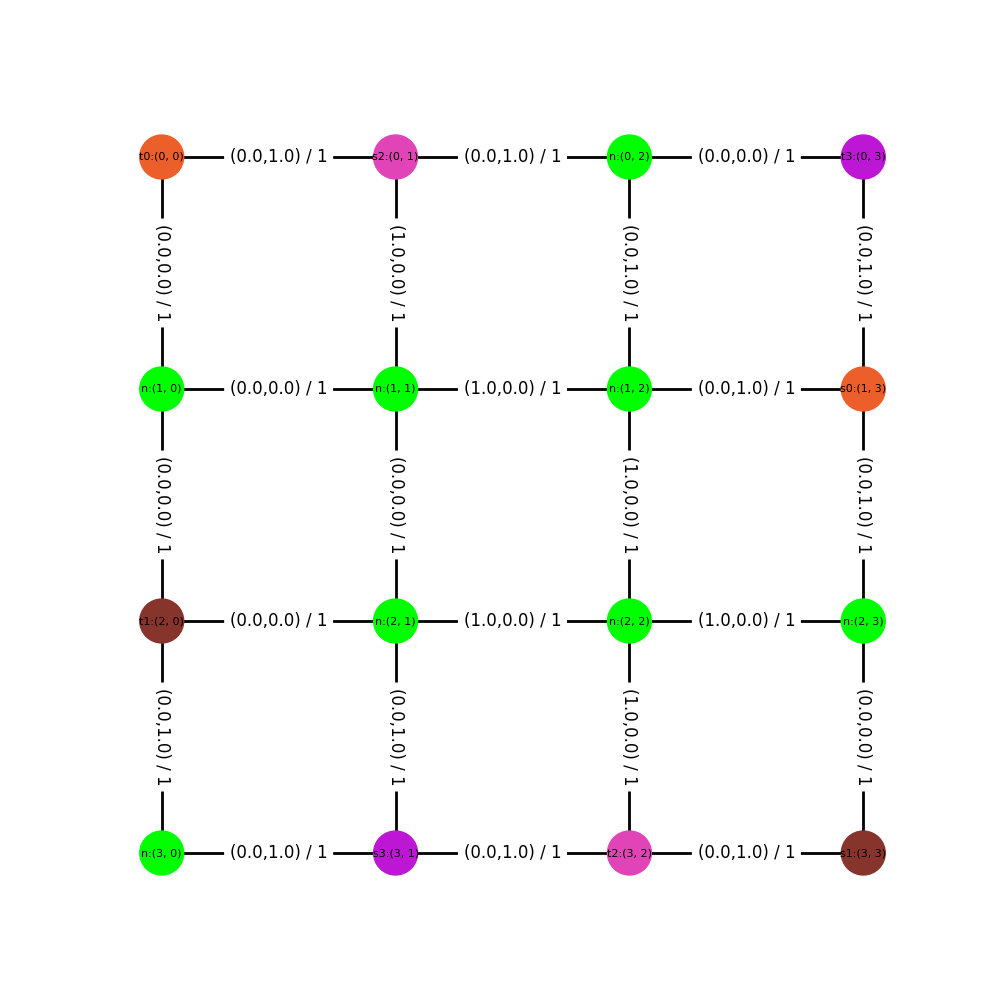 t0:(0, 0) (0.0,1.0) / 1 s2:(0, 1) (0.0,1.0) / 1 n:(0, 2) (0.0,0.0) / 1 t3:(0, 3)
(0.0,0.0) / 1 (1.0,0.0) / 1 (0.0,1.0) / 1 (0.0,1.0) / 1
n:(1, 0) (0.0,0.0) / 1 n:(1, 1) (1.0,0.0) / 1 n:(1, 2) (0.0,1.0) / 1 s0:(1, 3)
(0.0,0.0) / 1 (0.0,0.0) / 1 (1.0,0.0) / 1 (0.0,1.0) / 1
t1:(2, 0) (0.0,0.0) / 1 n:(2, 1) (1.0,0.0) / 1 n:(2, 2) (1.0,0.0) / 1 n:(2, 3)
(0.0,1.0) / 1 (0.0,1.0) / 1 (1.0,0.0) / 1 (0.0,0.0) / 1
n:(3, 0) (0.0,1.0) / 1 s3:(3, 1) (0.0,1.0) / 1 t2:(3, 2) (0.0,1.0) / 1 s1:(3, 3)